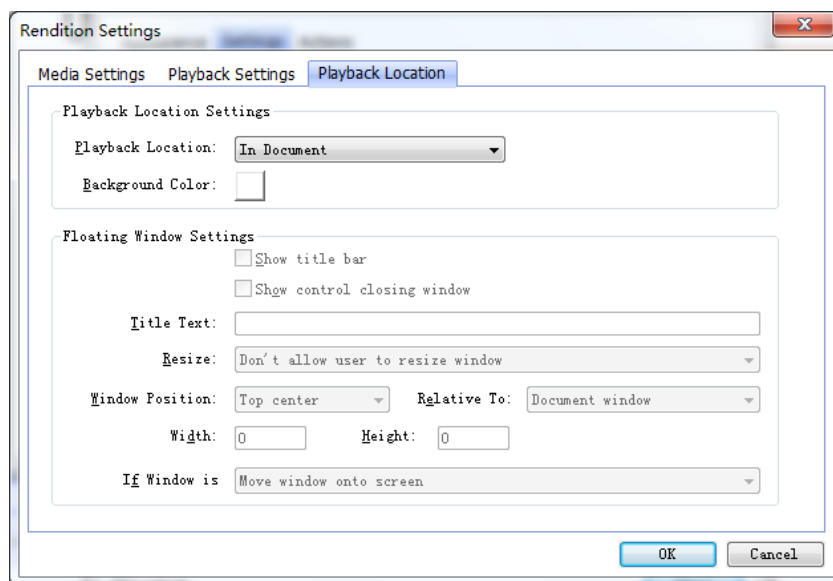 Rendition Settings
Settings Actions
Media Settings Playback Settings Playback Location
Playback Location Settings
Playback Location: In Document
Background Color:
Floating Window Settings
Show title bar
Show control closing window
Title Text:
Resize: Don't allow user to resize window
Window Position: Top center Relative To: Document window
Width: 0 Height: 0
If Window is Move window onto screen
OK Cancel